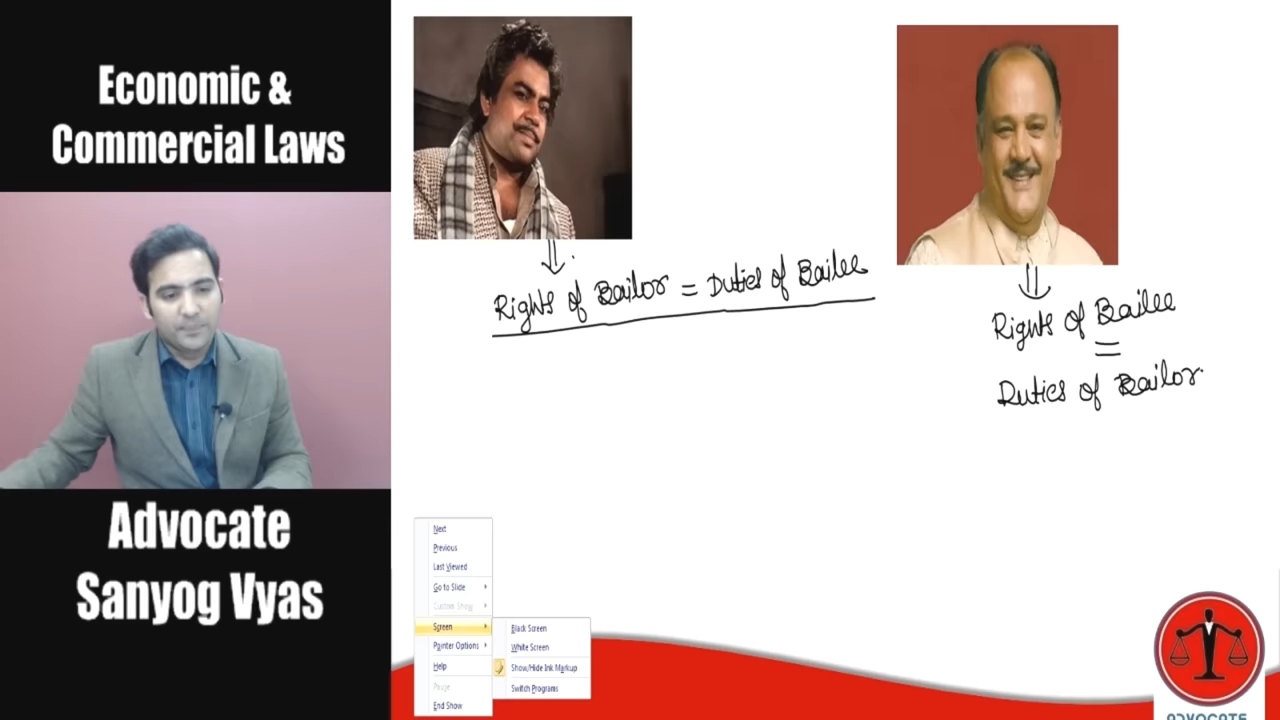 Economic &
Commercial Laws
Advocate
Sanyog Vyas
Rights of Bailor = Duties of Bailee
Rights of Bailee
=
Duties of Bailor
Next
Previous
Last Viewed
Go to Slide
Custom Show
Screen
Pointer Options
Help
Pause
End Show
Black Screen
White Screen
Show/Hide Ink Markup
Switch Programs
ADVOCATE